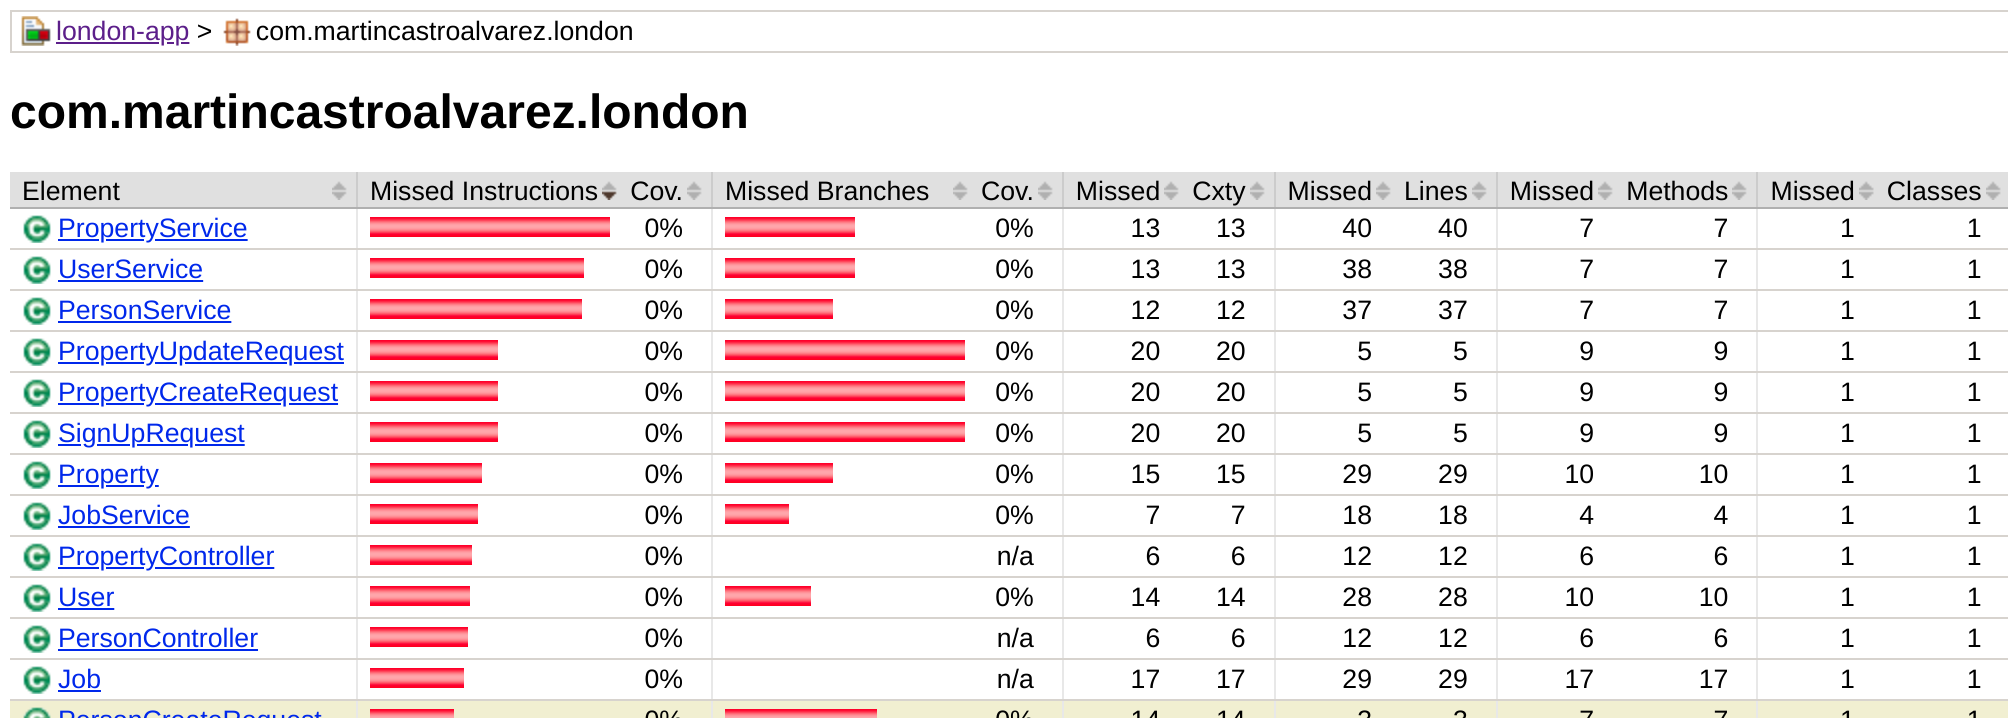 london-app > com.martincastroalvarez.london
com.martincastroalvarez.london
Element Missed Instructions Cov. Missed Branches Cov. Missed Cxty Missed Lines Missed Methods Missed Classes
PropertyService 0% 0% 13 13 40 40 7 7 1 1
UserService 0% 0% 13 13 38 38 7 7 1 1
PersonService 0% 0% 12 12 37 37 7 7 1 1
PropertyUpdateRequest 0% 0% 20 20 5 5 9 9 1 1
PropertyCreateRequest 0% 0% 20 20 5 5 9 9 1 1
SignUpRequest 0% 0% 20 20 5 5 9 9 1 1
Property 0% 0% 15 15 29 29 10 10 1 1
JobService 0% 0% 7 7 18 18 4 4 1 1
PropertyController 0% n/a 6 6 12 12 6 6 1 1
User 0% 0% 14 14 28 28 10 10 1 1
PersonController 0% n/a 6 6 12 12 6 6 1 1
Job 0% n/a 17 17 29 29 17 17 1 1
PersonCreateRequest 0% 0% 14 14 7 7 1 1